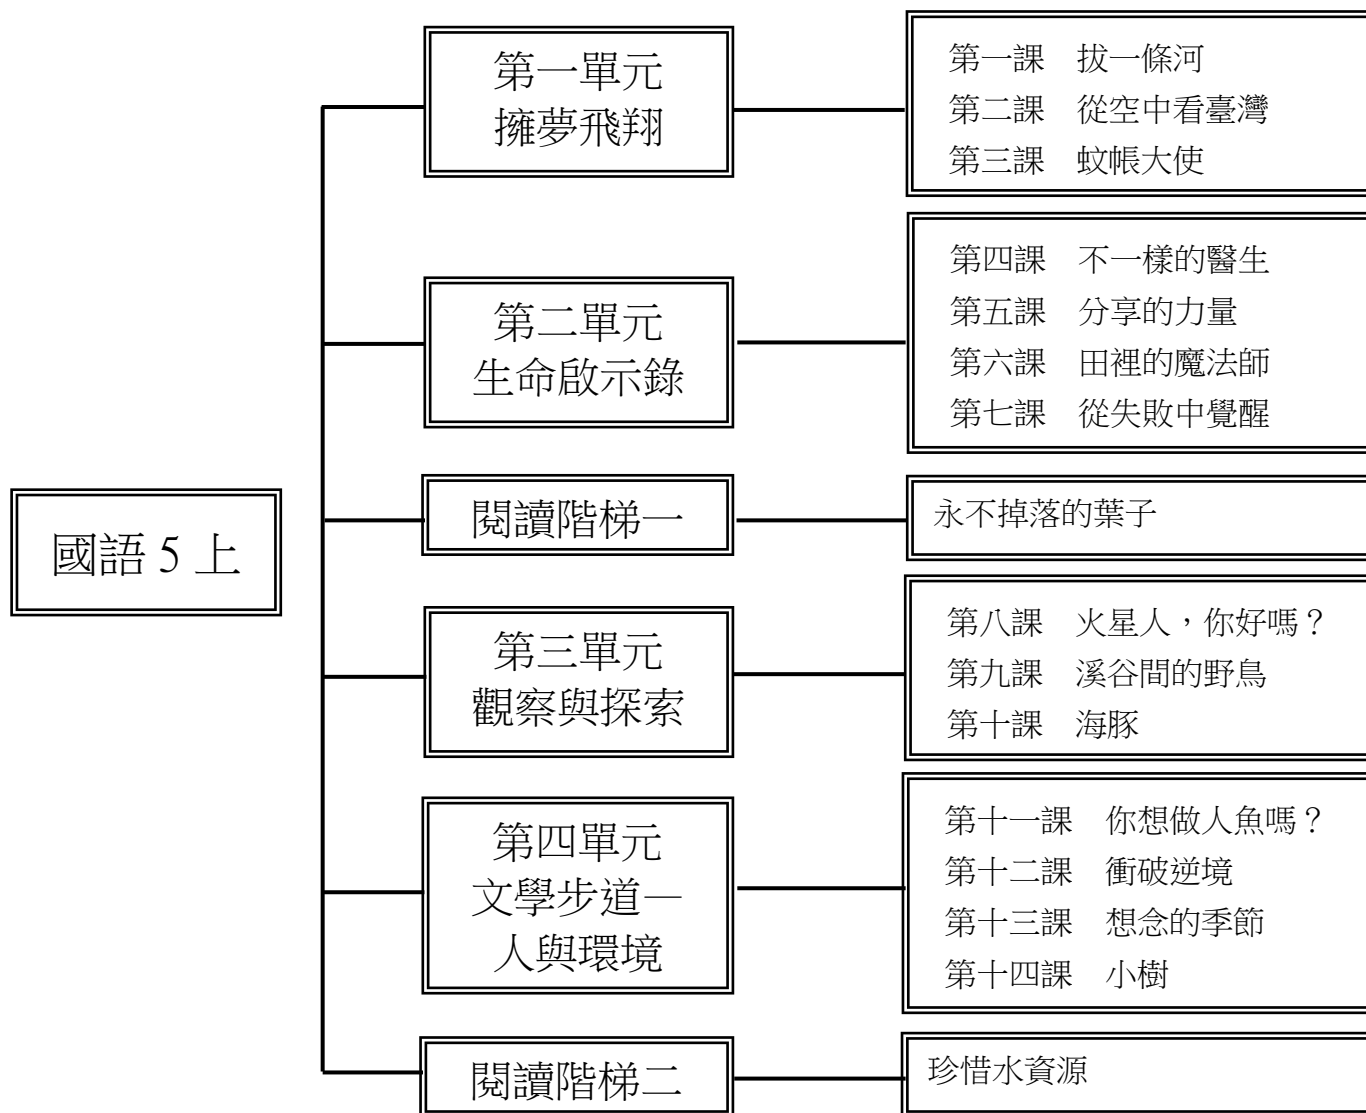 國語 5 上
第一單元
擁夢飛翔
第一課　拔一條河
第二課　從空中看臺灣
第三課　蚊帳大使
第二單元
生命啟示錄
第四課　不一樣的醫生
第五課　分享的力量
第六課　田裡的魔法師
第七課　從失敗中覺醒
閱讀階梯一
永不掉落的葉子
第三單元
觀察與探索
第八課　火星人，你好嗎？
第九課　溪谷間的野鳥
第十課　海豚
第四單元
文學步道—
人與環境
第十一課　你想做人魚嗎？
第十二課　衝破逆境
第十三課　想念的季節
第十四課　小樹
閱讀階梯二
珍惜水資源